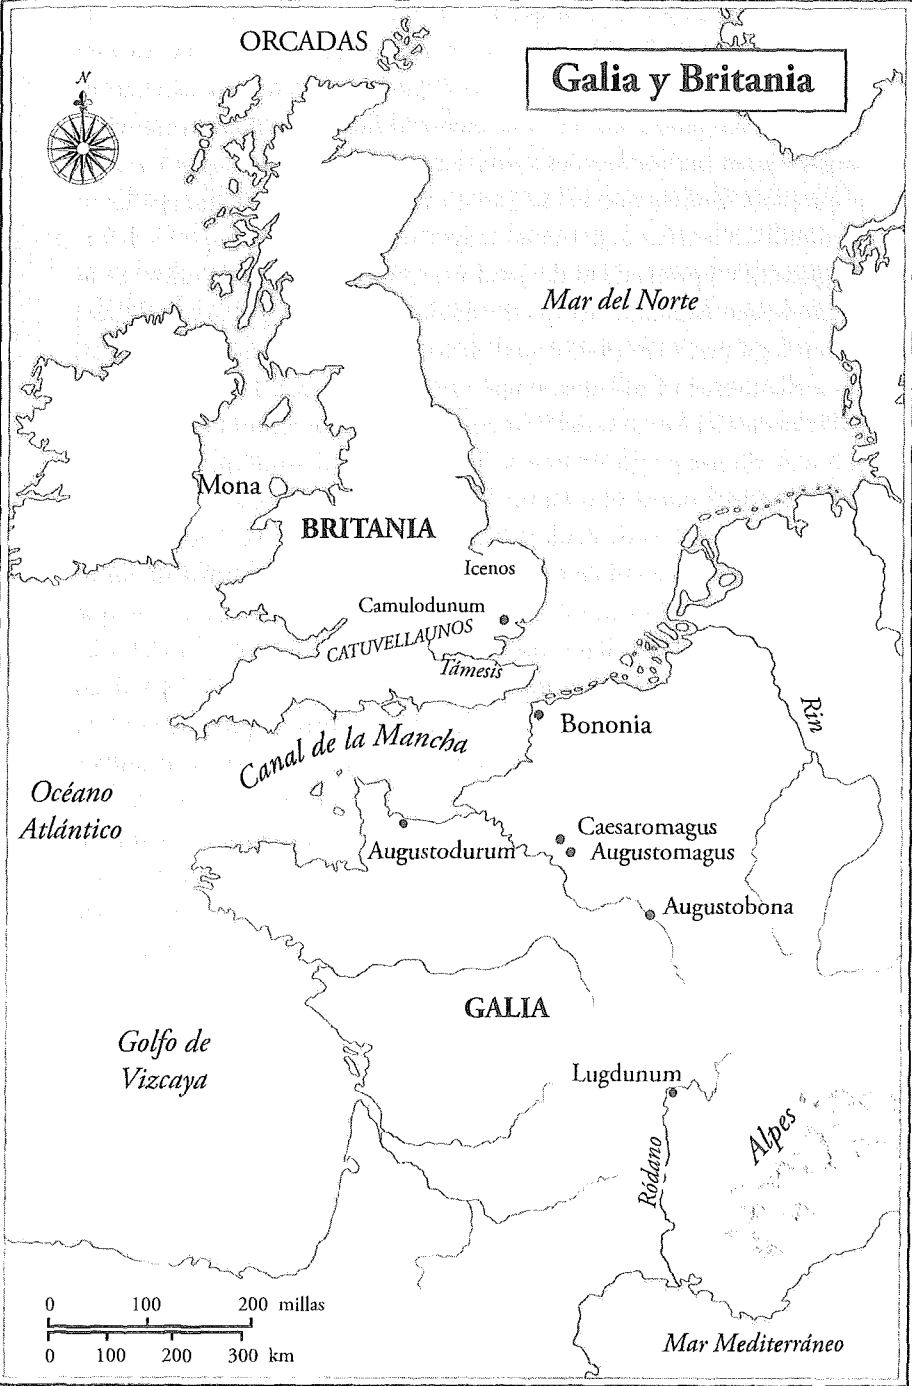 ORCADAS
Galia y Britania
N
Mar del Norte
Mona
BRITANIA
Icenos
Camulodunum
CATUVELLAUNOS
Támesis
Rin
Bononia
Canal de la Mancha
Océano
Atlántico
Caesaromagus
Augustodurum
Augustomagus
Augustobona
GALIA
Golfo de
Vizcaya
Lugdunum
Alpes
Ródano
0 100 200 millas
0 100 200 300 km
Mar Mediterráneo